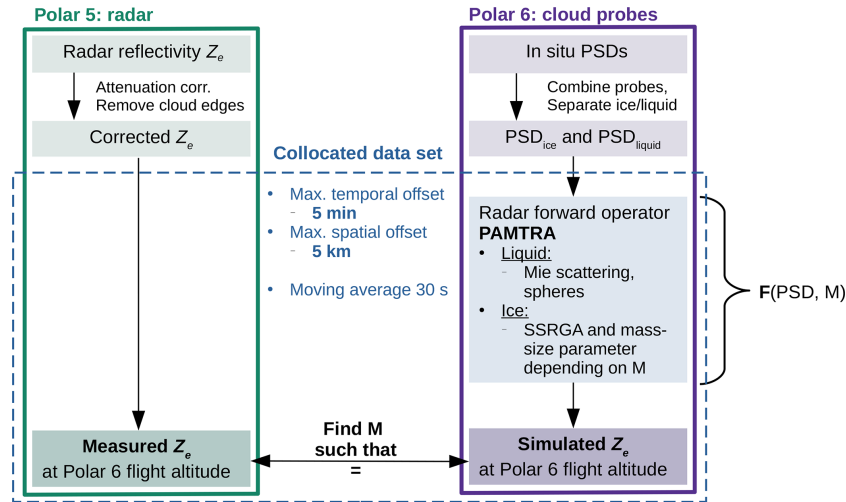 Polar 5: radar
Radar reflectivity Zₑ
Attenuation corr.
Remove cloud edges
Corrected Zₑ
Measured Zₑ
at Polar 6 flight altitude
Collocated data set
• Max. temporal offset
- 5 min
• Max. spatial offset
- 5 km
• Moving average 30 s
Find M
such that
=
Polar 6: cloud probes
In situ PSDs
Combine probes,
Separate ice/liquid
PSD_ice and PSD_liquid
Radar forward operator
PAMTRA
• Liquid:
- Mie scattering,
spheres
• Ice:
- SSRGA and mass-
size parameter
depending on M
Simulated Zₑ
at Polar 6 flight altitude
F(PSD, M)